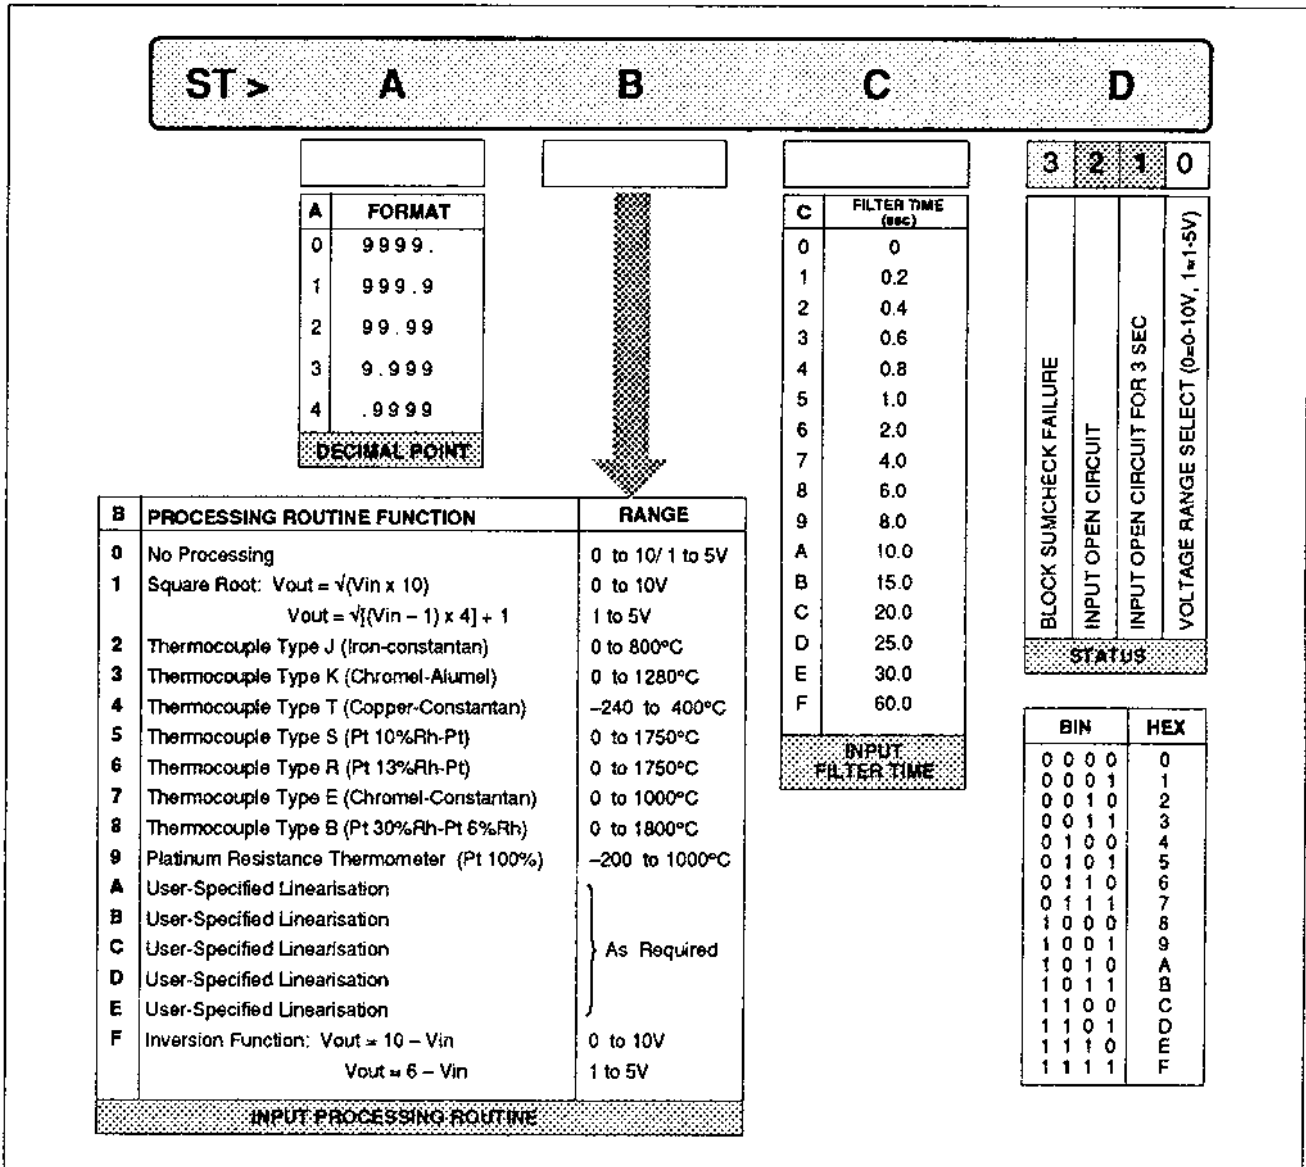 ST > A B C D
3 2 1 0
A FORMAT
0 9999.
1 999.9
2 99.99
3 9.999
4 .9999
DECIMAL POINT
B PROCESSING ROUTINE FUNCTION RANGE
0 No Processing 0 to 10/ 1 to 5V
1 Square Root: Vout = √(Vin x 10) 0 to 10V
Vout = √[(Vin – 1) x 4] + 1 1 to 5V
2 Thermocouple Type J (Iron-constantan) 0 to 800°C
3 Thermocouple Type K (Chromel-Alumel) 0 to 1280°C
4 Thermocouple Type T (Copper-Constantan) –240 to 400°C
5 Thermocouple Type S (Pt 10%Rh-Pt) 0 to 1750°C
6 Thermocouple Type R (Pt 13%Rh-Pt) 0 to 1750°C
7 Thermocouple Type E (Chromel-Constantan) 0 to 1000°C
8 Thermocouple Type B (Pt 30%Rh-Pt 6%Rh) 0 to 1800°C
9 Platinum Resistance Thermometer (Pt 100%) –200 to 1000°C
A User-Specified Linearisation
B User-Specified Linearisation
C User-Specified Linearisation As Required
D User-Specified Linearisation
E User-Specified Linearisation
F Inversion Function: Vout = 10 – Vin 0 to 10V
Vout = 6 – Vin 1 to 5V
INPUT PROCESSING ROUTINE
C FILTER TIME
(sec)
0 0
1 0.2
2 0.4
3 0.6
4 0.8
5 1.0
6 2.0
7 4.0
8 6.0
9 8.0
A 10.0
B 15.0
C 20.0
D 25.0
E 30.0
F 60.0
INPUT
FILTER TIME
BLOCK SUMCHECK FAILURE
INPUT OPEN CIRCUIT
INPUT OPEN CIRCUIT FOR 3 SEC
VOLTAGE RANGE SELECT (0=0-10V, 1=1-5V)
STATUS
BIN HEX
0 0 0 0 0
0 0 0 1 1
0 0 1 0 2
0 0 1 1 3
0 1 0 0 4
0 1 0 1 5
0 1 1 0 6
0 1 1 1 7
1 0 0 0 8
1 0 0 1 9
1 0 1 0 A
1 0 1 1 B
1 1 0 0 C
1 1 0 1 D
1 1 1 0 E
1 1 1 1 F